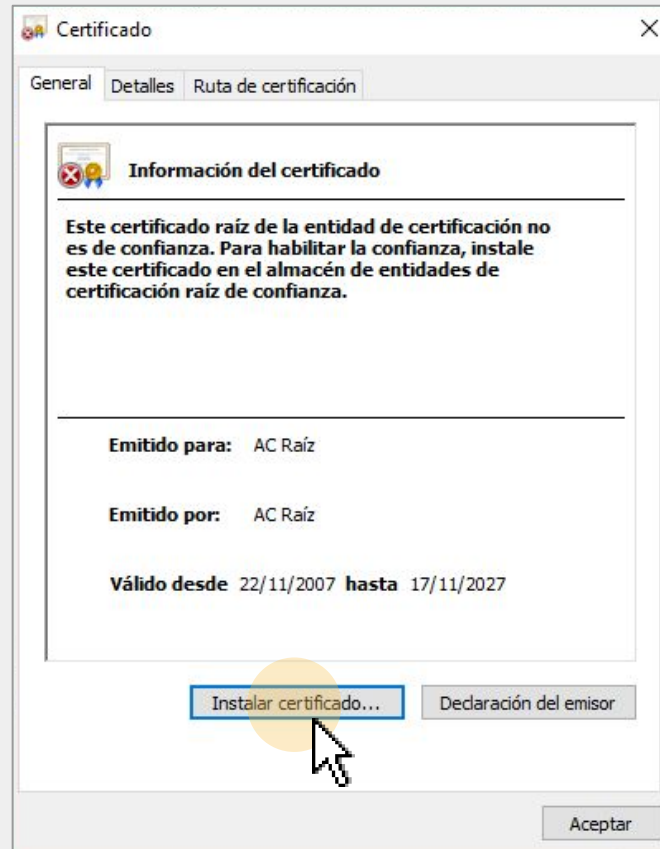 Certificado
General Detalles Ruta de certificación
Información del certificado
Este certificado raíz de la entidad de certificación no
es de confianza. Para habilitar la confianza, instale
este certificado en el almacén de entidades de
certificación raíz de confianza.
Emitido para: AC Raíz
Emitido por: AC Raíz
Válido desde 22/11/2007 hasta 17/11/2027
Instalar certificado... Declaración del emisor
Aceptar